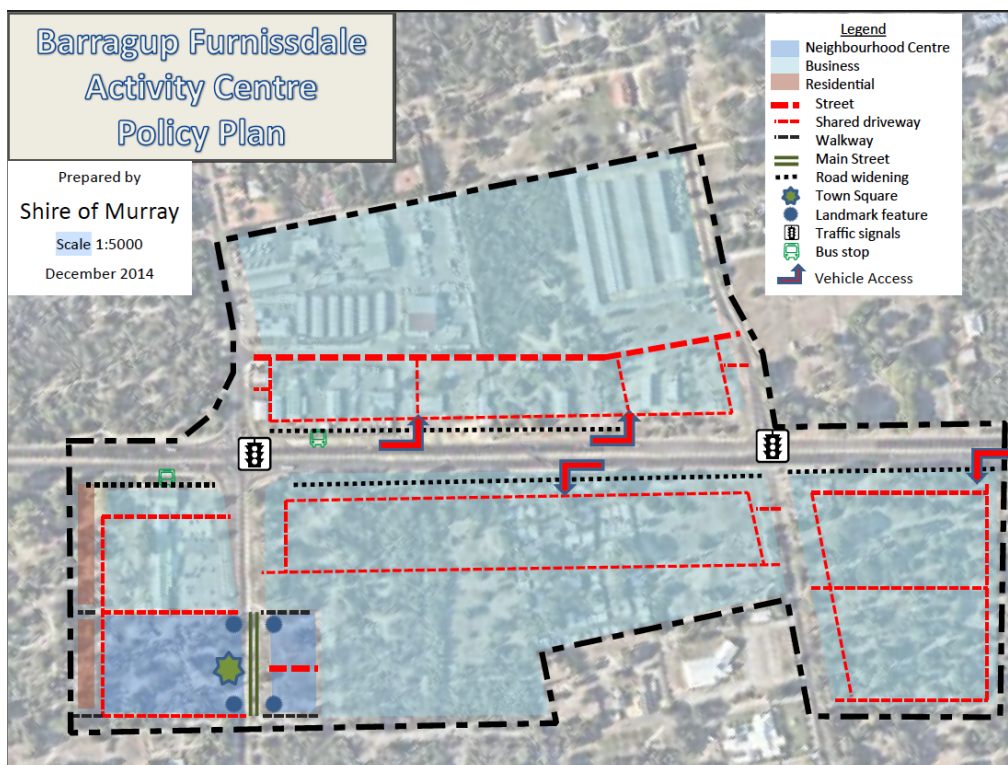 Barragup Furnissdale
Activity Centre
Policy Plan
Prepared by
Shire of Murray
Scale 1:5000
December 2014
Legend
Neighbourhood Centre
Business
Residential
Street
Shared driveway
Walkway
Main Street
Road widening
Town Square
Landmark feature
Traffic signals
Bus stop
Vehicle Access